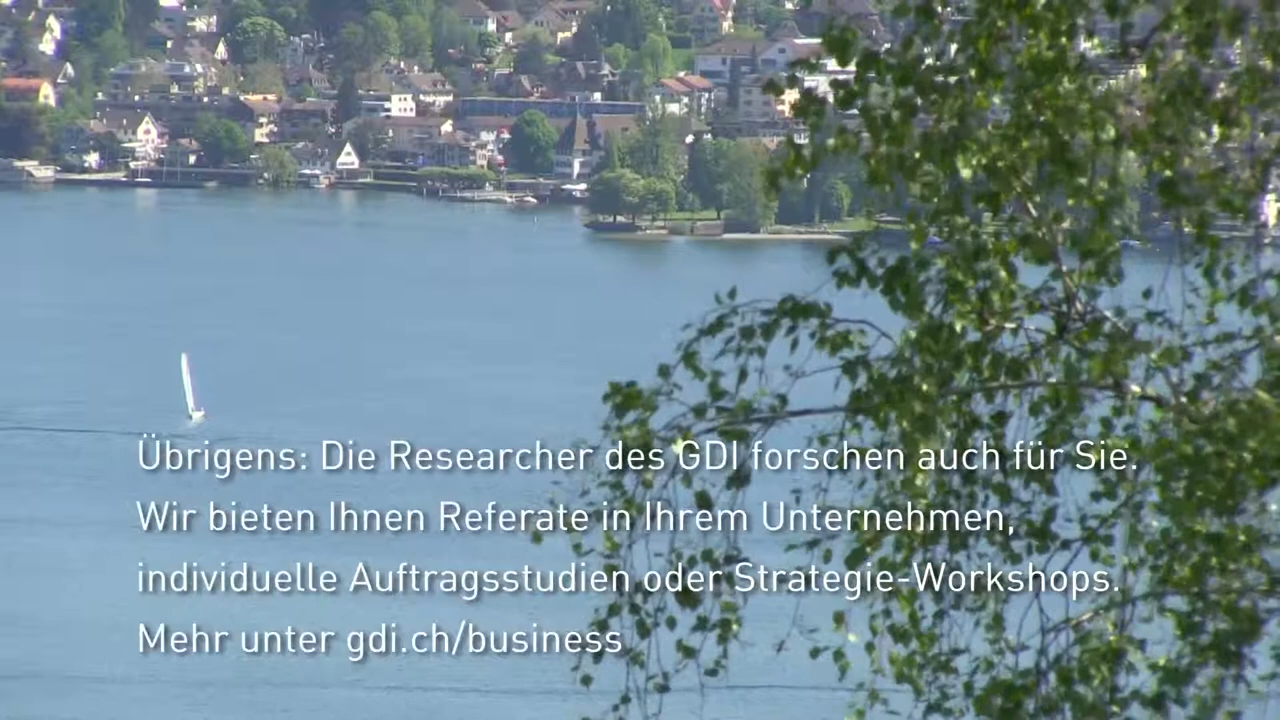 Übrigens: Die Researcher des GDI forschen auch für Sie.
Wir bieten Ihnen Referate in Ihrem Unternehmen,
individuelle Auftragsstudien oder Strategie-Workshops.
Mehr unter gdi.ch/business